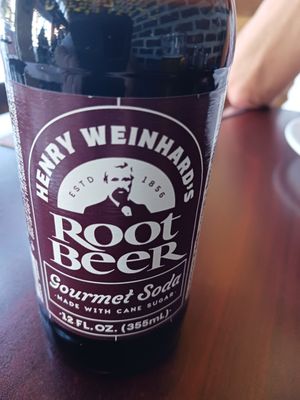 HENRY WEINHARD'S
ESTD 1856
ROOT
BEER
Gourmet Soda
MADE WITH CANE SUGAR
12 FL. OZ. (355mL)